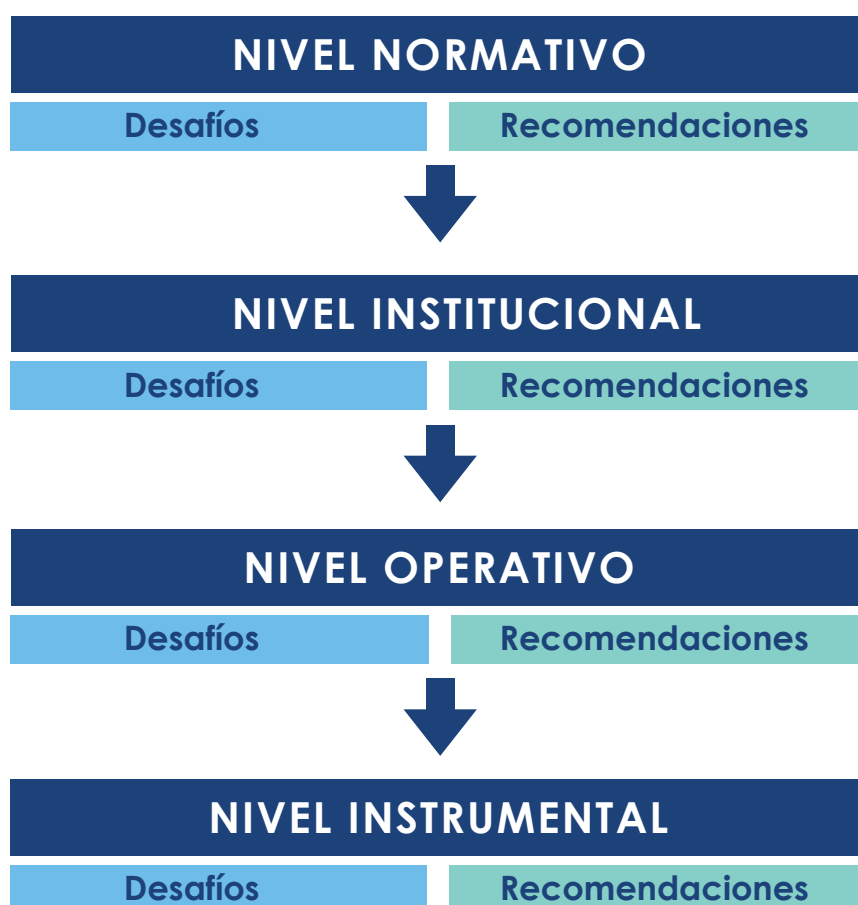 NIVEL NORMATIVO
Desafíos
Recomendaciones
NIVEL INSTITUCIONAL
Desafíos
Recomendaciones
NIVEL OPERATIVO
Desafíos
Recomendaciones
NIVEL INSTRUMENTAL
Desafíos
Recomendaciones